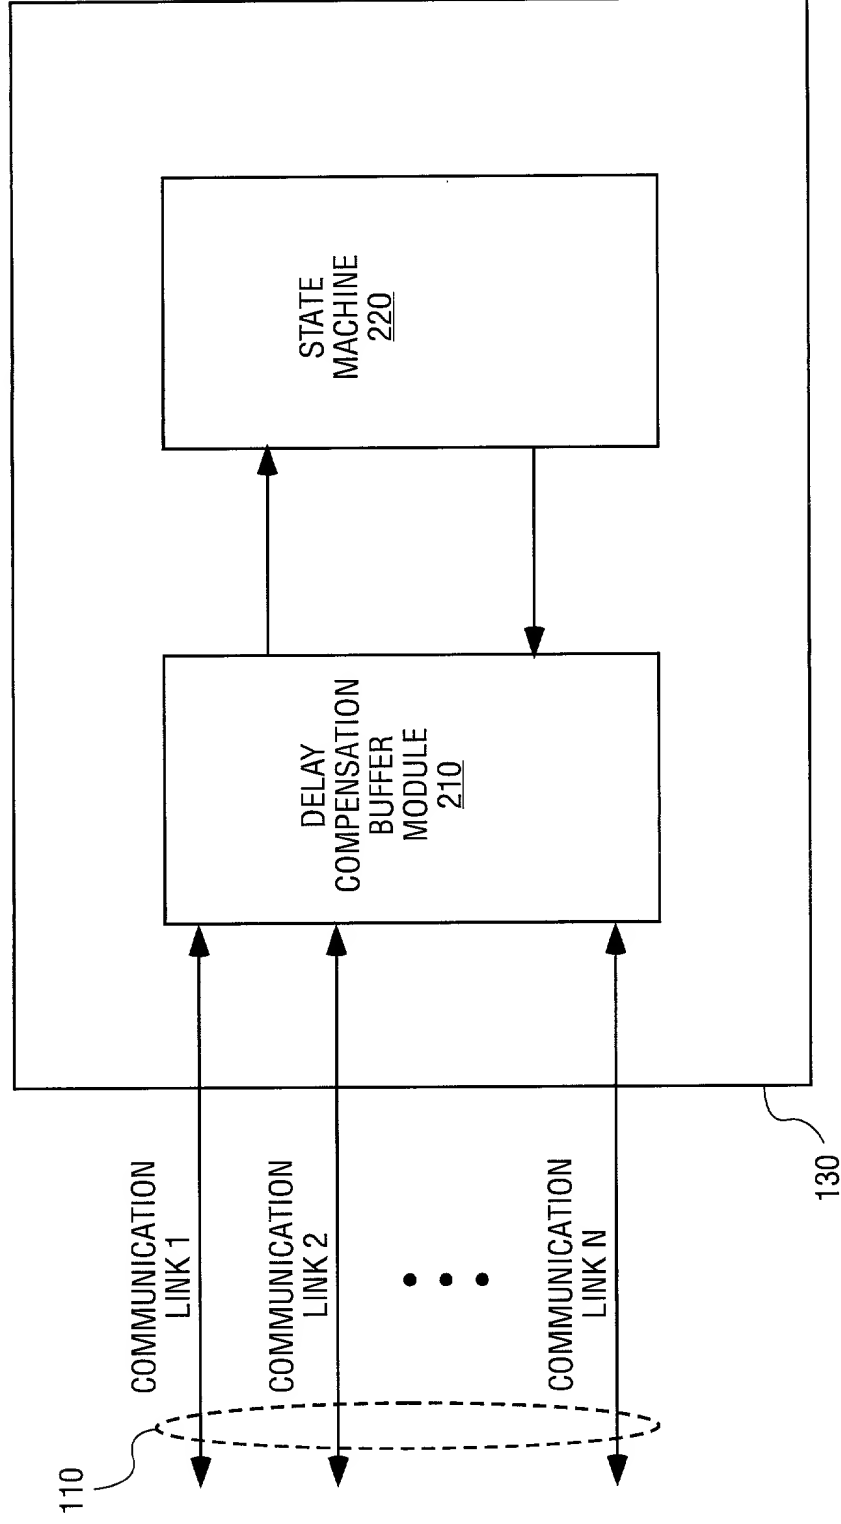 110
COMMUNICATION
LINK 1
COMMUNICATION
LINK 2
COMMUNICATION
LINK N
DELAY
COMPENSATION
BUFFER
MODULE
210
STATE
MACHINE
220
130